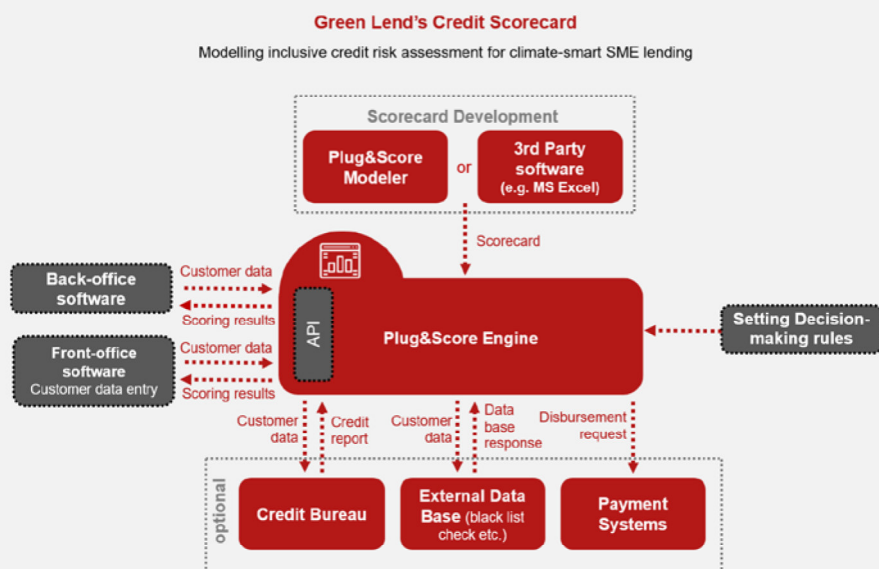 Green Lend's Credit Scorecard
Modelling inclusive credit risk assessment for climate-smart SME lending
Scorecard Development
Plug&Score
Modeler
or
3rd Party
software
(e.g. MS Excel)
Scorecard
Back-office
software
Customer data
Scoring results
Front-office
software
Customer data entry
Customer data
Scoring results
API
Plug&Score Engine
Setting Decision-
making rules
Customer
data
Credit
report
Customer
data
Data
base
response
Disbursement
request
optional
Credit Bureau
External Data
Base (black list
check etc.)
Payment
Systems